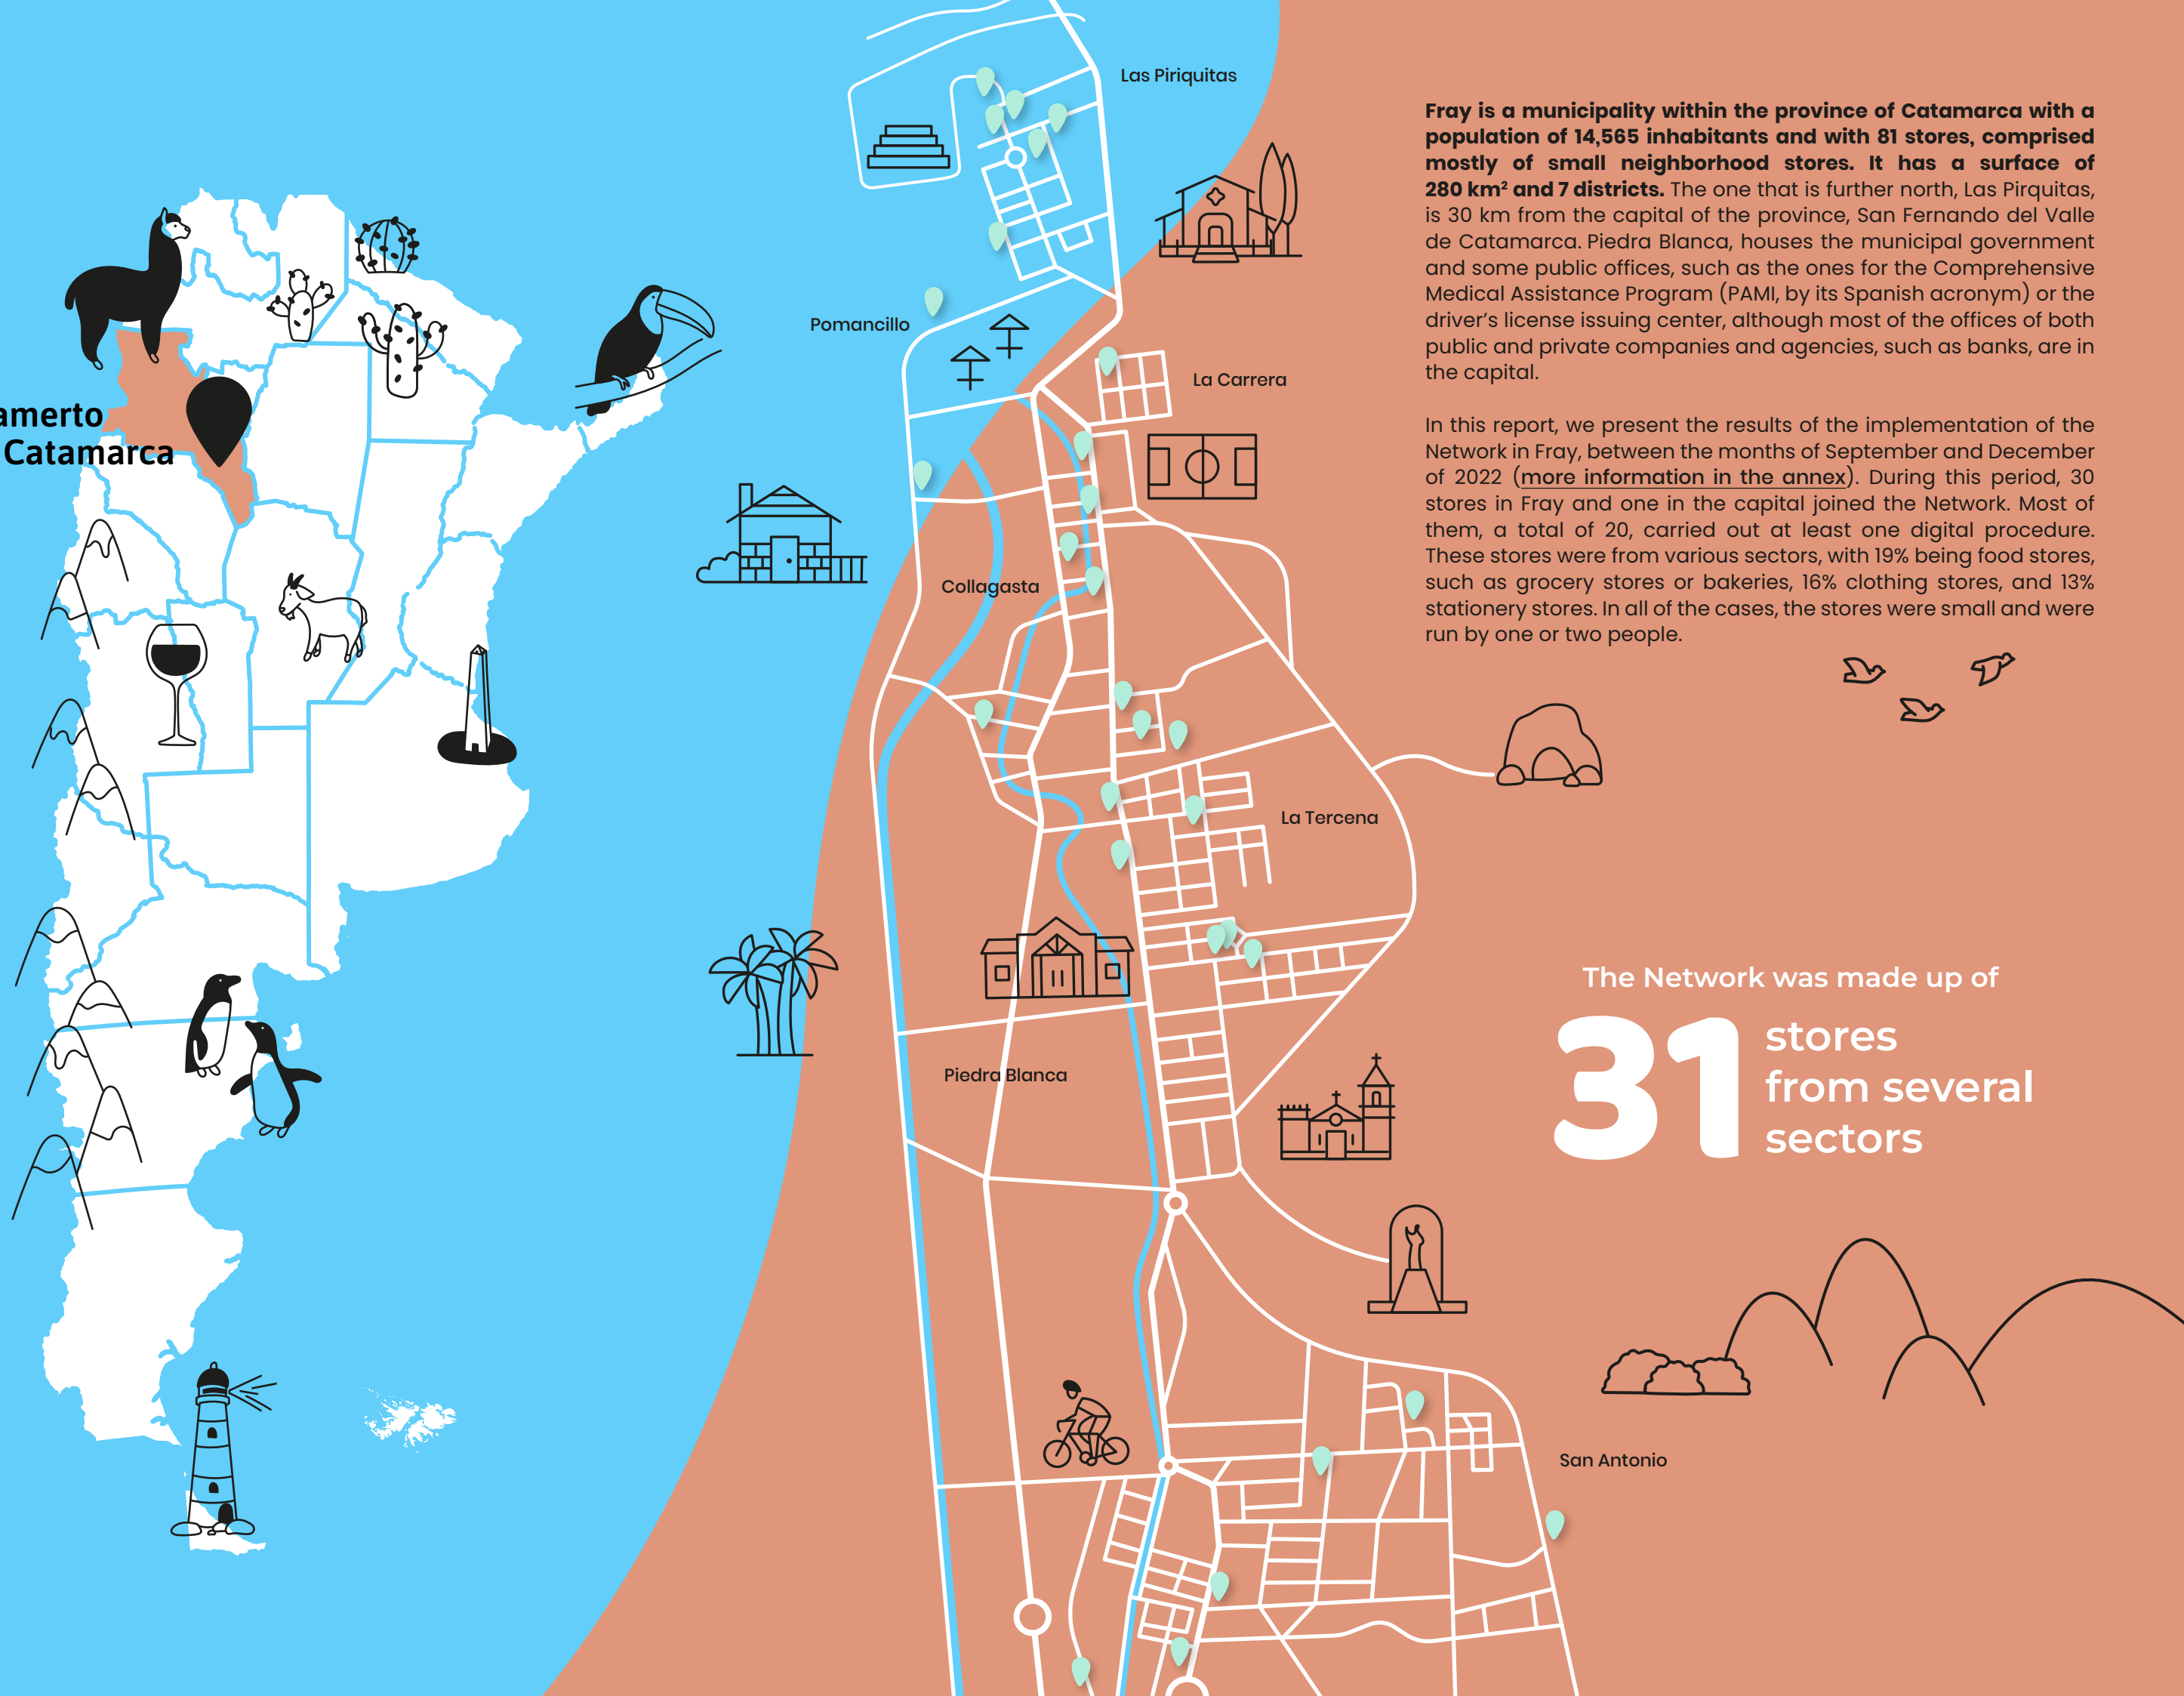 amerto
Catamarca
Las Piriquitas
Pomancillo
La Carrera
Collagasta
La Tercena
Piedra Blanca
San Antonio
Fray is a municipality within the province of Catamarca with a
population of 14,565 inhabitants and with 81 stores, comprised
mostly of small neighborhood stores. It has a surface of
280 km² and 7 districts. The one that is further north, Las Pirquitas,
is 30 km from the capital of the province, San Fernando del Valle
de Catamarca. Piedra Blanca, houses the municipal government
and some public offices, such as the ones for the Comprehensive
Medical Assistance Program (PAMI, by its Spanish acronym) or the
driver’s license issuing center, although most of the offices of both
public and private companies and agencies, such as banks, are in
the capital.
In this report, we present the results of the implementation of the
Network in Fray, between the months of September and December
of 2022 (more information in the annex). During this period, 30
stores in Fray and one in the capital joined the Network. Most of
them, a total of 20, carried out at least one digital procedure.
These stores were from various sectors, with 19% being food stores,
such as grocery stores or bakeries, 16% clothing stores, and 13%
stationery stores. In all of the cases, the stores were small and were
run by one or two people.
The Network was made up of
31 stores
from several
sectors